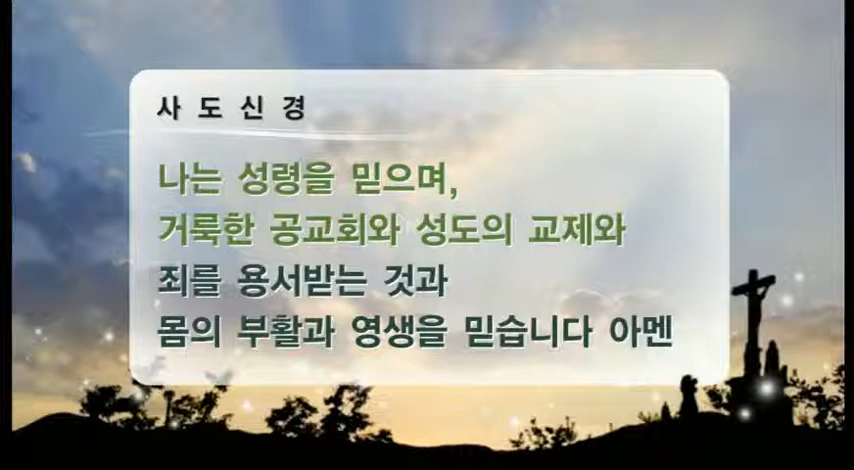 사 도 신 경
나는 성령을 믿으며,
거룩한 공교회와 성도의 교제와
죄를 용서받는 것과
몸의 부활과 영생을 믿습니다 아멘